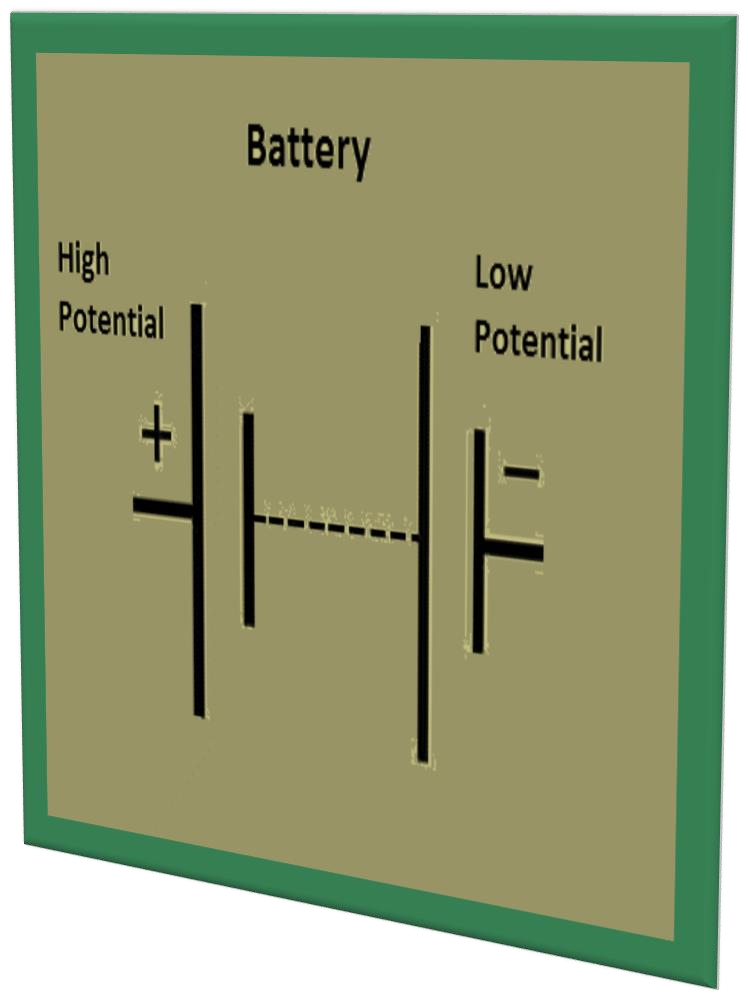 Battery
High
Potential
Low
Potential
+
−